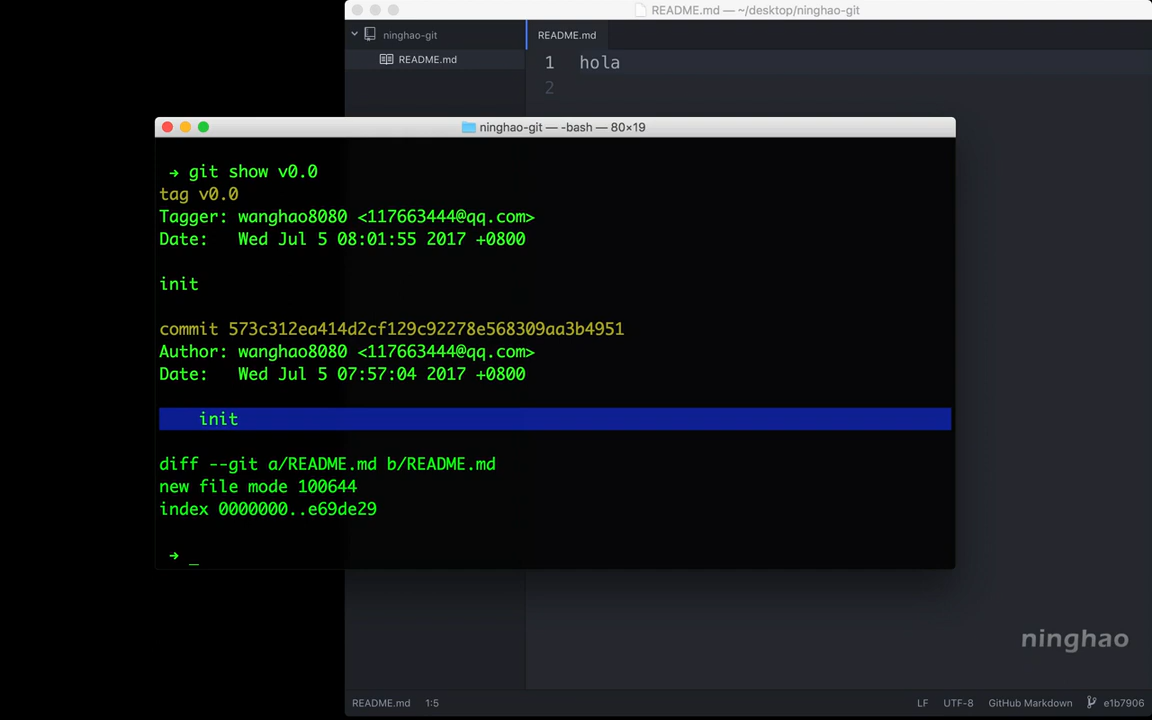 README.md — ~/desktop/ninghao-git
ninghao-git
README.md
README.md
1 hola
2
ninghao-git — -bash — 80×19
➜ git show v0.0
tag v0.0
Tagger: wanghao8080 <117663444@qq.com>
Date:   Wed Jul 5 08:01:55 2017 +0800
init
commit 573c312ea414d2cf129c92278e568309aa3b4951
Author: wanghao8080 <117663444@qq.com>
Date:   Wed Jul 5 07:57:04 2017 +0800
    init
diff --git a/README.md b/README.md
new file mode 100644
index 0000000..e69de29
➜ _
ninghao
README.md 1:5 LF UTF-8 GitHub Markdown e1b7906